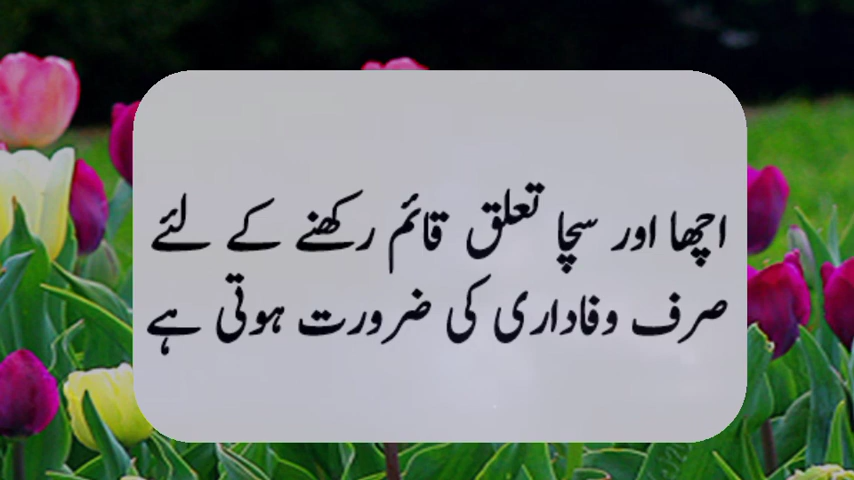 اچھا اور سچا تعلق قائم رکھنے کے لئے
صرف وفاداری کی ضرورت ہوتی ہے